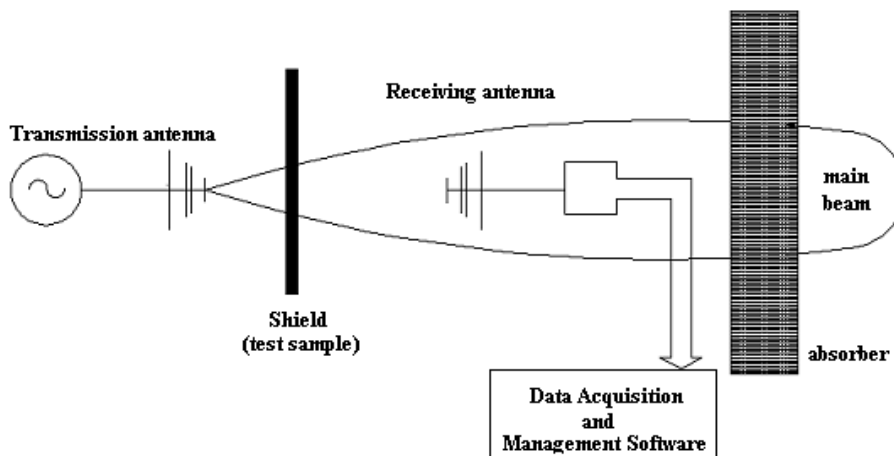 Receiving antenna
Transmission antenna
main
beam
Shield
(test sample)
absorber
Data Acquisition
and
Management Software